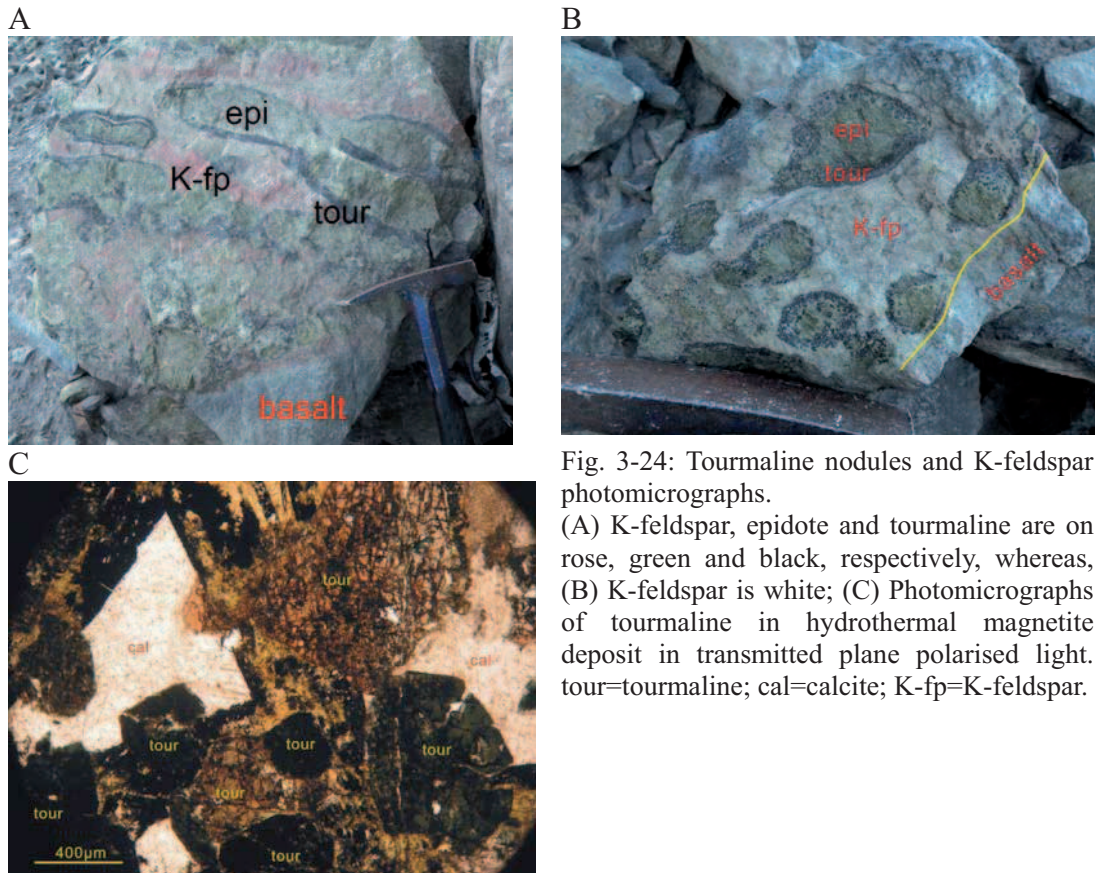 A
epi
K-fp
tour
basalt
B
epi
tour
K-fp
basalt
C
tour
cal
cal
tour
tour
tour
tour
tour
tour
400µm
Fig. 3-24: Tourmaline nodules and K-feldspar
photomicrographs.
(A) K-feldspar, epidote and tourmaline are on
rose, green and black, respectively, whereas,
(B) K-feldspar is white; (C) Photomicrographs
of tourmaline in hydrothermal magnetite
deposit in transmitted plane polarised light.
tour=tourmaline; cal=calcite; K-fp=K-feldspar.